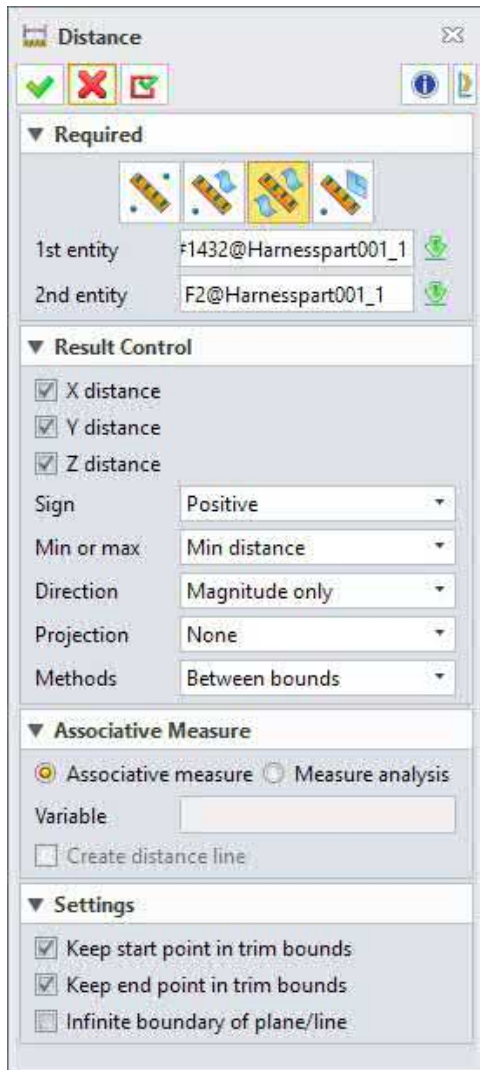 Distance
Required
1st entity
#1432@Harnesspart001_1
2nd entity
F2@Harnesspart001_1
Result Control
X distance
Y distance
Z distance
Sign Positive
Min or max Min distance
Direction Magnitude only
Projection None
Methods Between bounds
Associative Measure
Associative measure Measure analysis
Variable
Create distance line
Settings
Keep start point in trim bounds
Keep end point in trim bounds
Infinite boundary of plane/line